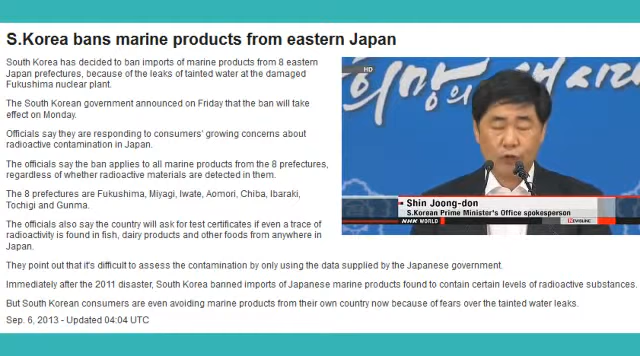 S.Korea bans marine products from eastern Japan
South Korea has decided to ban imports of marine products from 8 eastern
Japan prefectures, because of the leaks of tainted water at the damaged
Fukushima nuclear plant.
The South Korean government announced on Friday that the ban will take
effect on Monday.
Officials say they are responding to consumers' growing concerns about
radioactive contamination in Japan.
The officials say the ban applies to all marine products from the 8 prefectures,
regardless of whether radioactive materials are detected in them.
The 8 prefectures are Fukushima, Miyagi, Iwate, Aomori, Chiba, Ibaraki,
Tochigi and Gunma.
The officials also say the country will ask for test certificates if even a trace of
radioactivity is found in fish, dairy products and other foods from anywhere in
Japan.
They point out that it's difficult to assess the contamination by only using the data supplied by the Japanese government.
Immediately after the 2011 disaster, South Korea banned imports of Japanese marine products found to contain certain levels of radioactive substances.
But South Korean consumers are even avoiding marine products from their own country now because of fears over the tainted water leaks.
Sep. 6, 2013 - Updated 04:04 UTC
HD
희망의 새 시대
Shin Joong-don
S.Korean Prime Minister's Office spokesperson
NHK WORLD
NEWSLINE